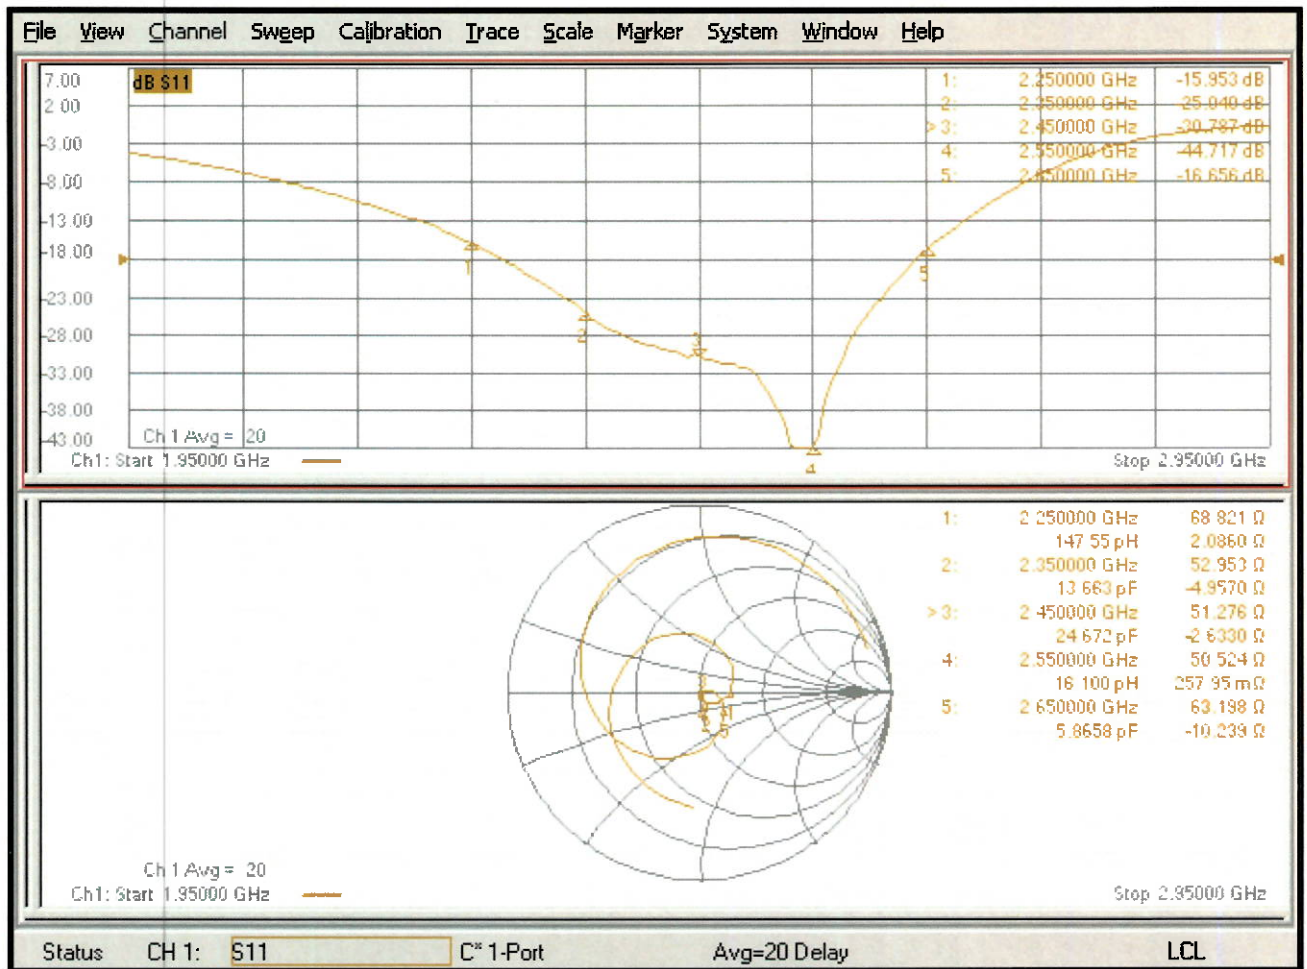 File View Channel Sweep Calibration Trace Scale Marker System Window Help
7.00
2.00
-3.00
-8.00
-13.00
-18.00
-23.00
-28.00
-33.00
-38.00
-43.00
dB S11
1: 2.250000 GHz -15.953 dB
2: 2.350000 GHz -25.040 dB
> 3: 2.450000 GHz -30.787 dB
4: 2.550000 GHz -44.717 dB
5: 2.650000 GHz -16.656 dB
1
2
3
4
5
Ch 1 Avg = 20
Ch1: Start 1.95000 GHz
Stop 2.95000 GHz
1: 2.250000 GHz 68.821 Ω
147.55 pH 2.0860 Ω
2: 2.350000 GHz 52.953 Ω
13.663 pF -4.9570 Ω
> 3: 2.450000 GHz 51.276 Ω
24.672 pF -2.6330 Ω
4: 2.550000 GHz 50.524 Ω
16.100 pH 257.95 mΩ
5: 2.650000 GHz 63.198 Ω
5.8658 pF -10.239 Ω
Ch 1 Avg = 20
Ch1: Start 1.95000 GHz
Stop 2.95000 GHz
Status CH 1: S11 C* 1-Port Avg=20 Delay LCL